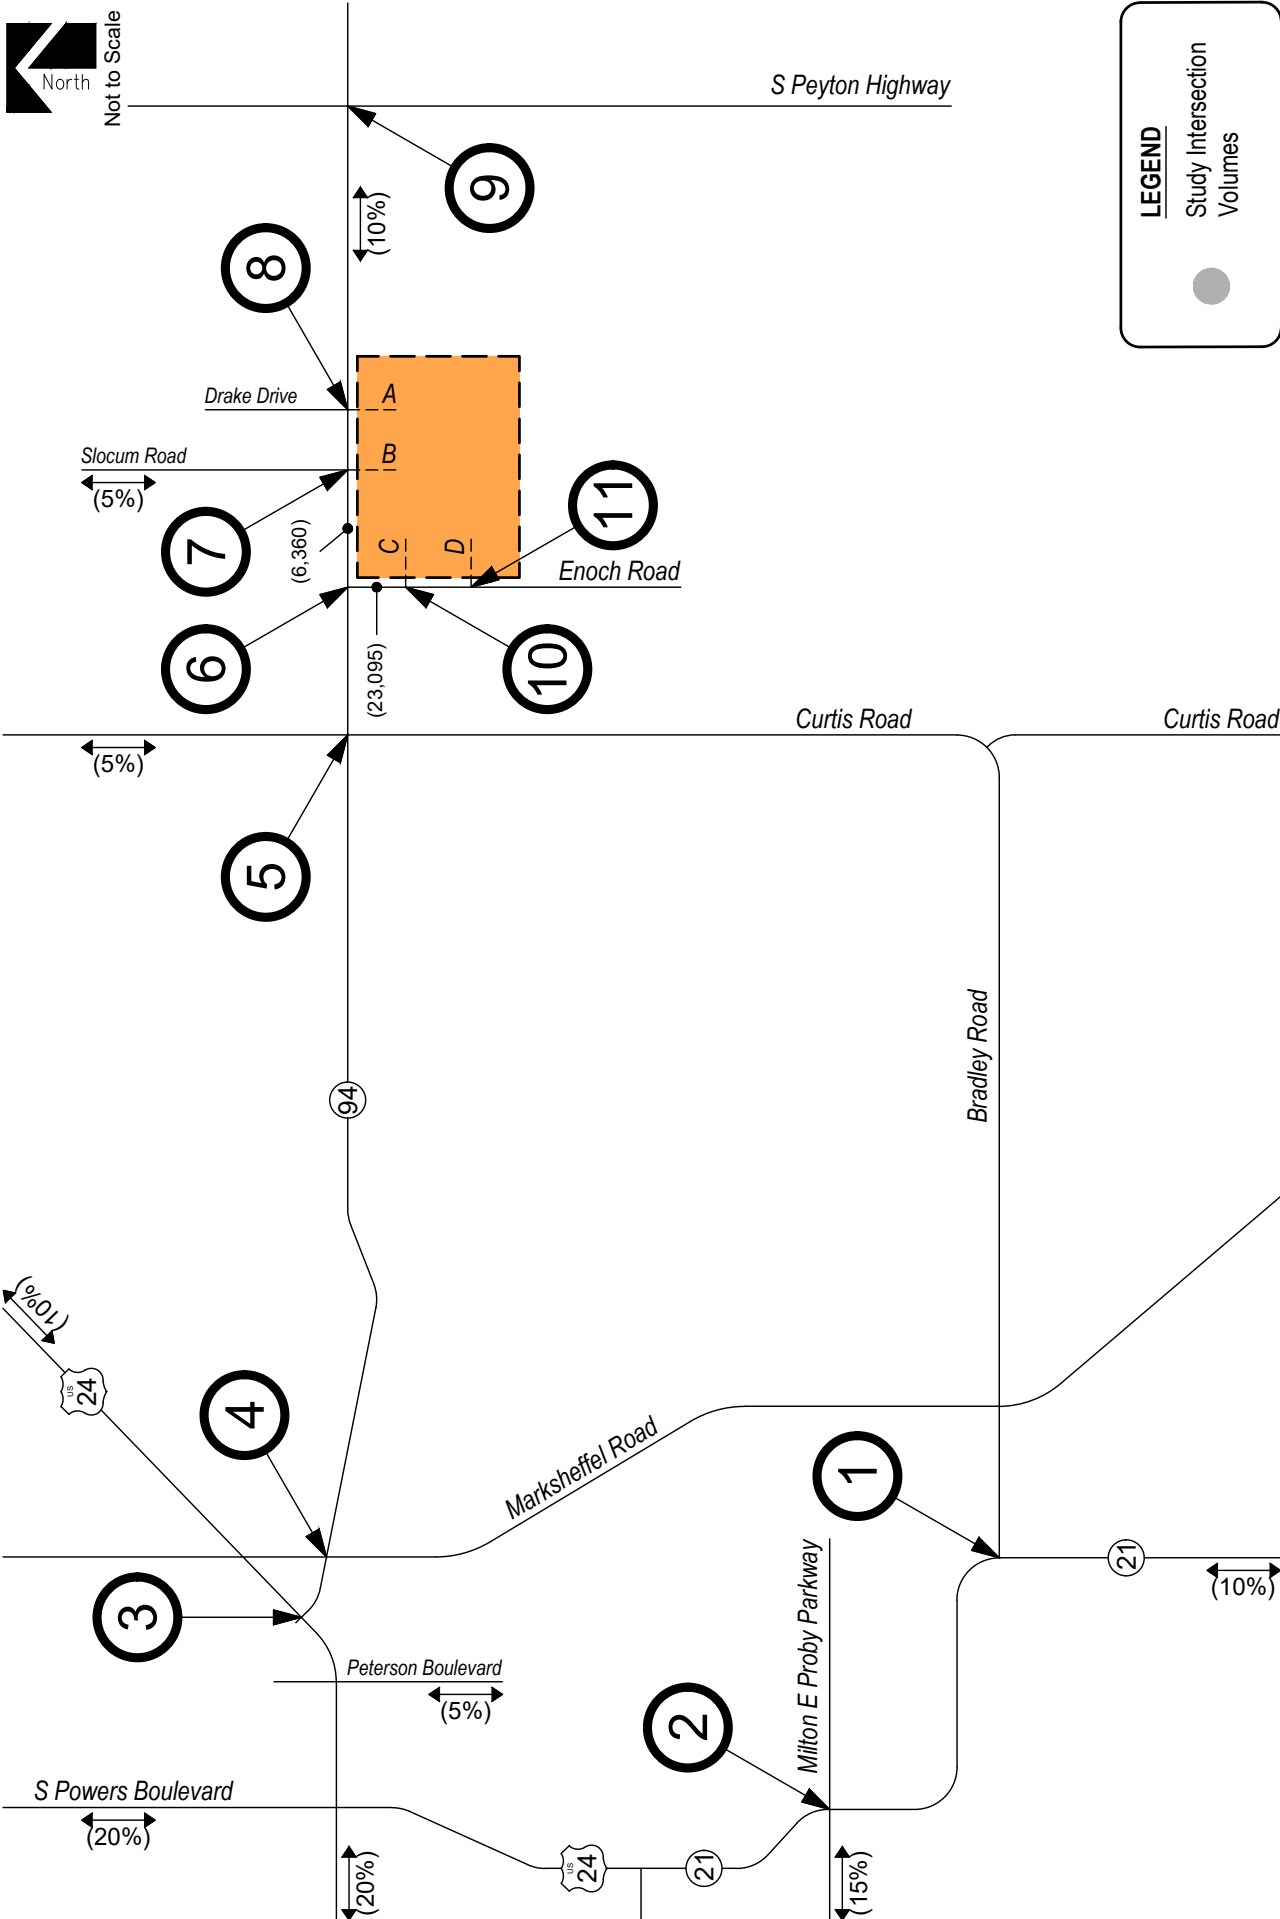 North
Not to Scale
S Peyton Highway
LEGEND
Study Intersection
Volumes
9
(10%)
8
Drake Drive
A
Slocum Road
B
(5%)
7
(6,360)
C
D
11
Enoch Road
6
(23,095)
10
Curtis Road
Curtis Road
(5%)
5
94
Bradley Road
(10%)
US
24
4
Marksheffel Road
1
3
Milton E Proby Parkway
21
(10%)
Peterson Boulevard
(5%)
2
S Powers Boulevard
(20%)
(20%)
US
24
21
(15%)